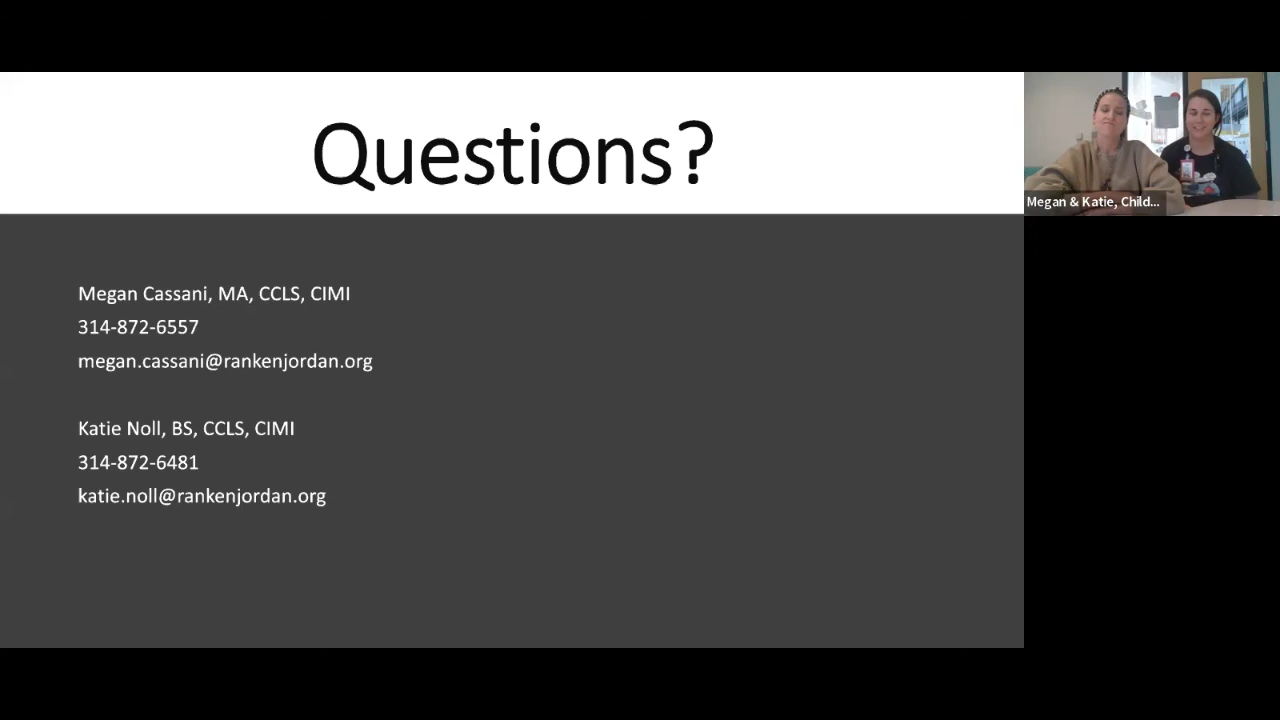 Questions?
Megan & Katie, Child...
Megan Cassani, MA, CCLS, CIMI
314-872-6557
megan.cassani@rankenjordan.org
Katie Noll, BS, CCLS, CIMI
314-872-6481
katie.noll@rankenjordan.org